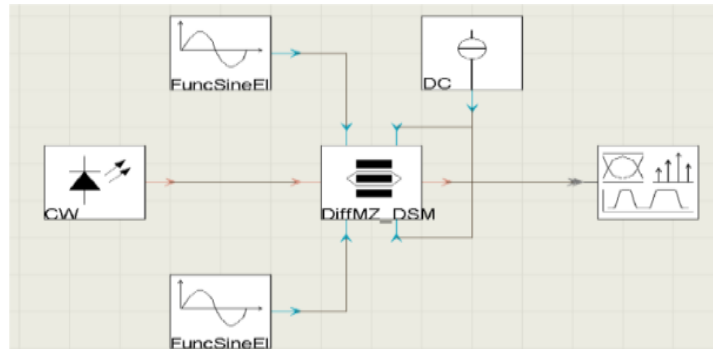 FuncSineEl
DC
CW
DiffMZ_DSM
FuncSineEl